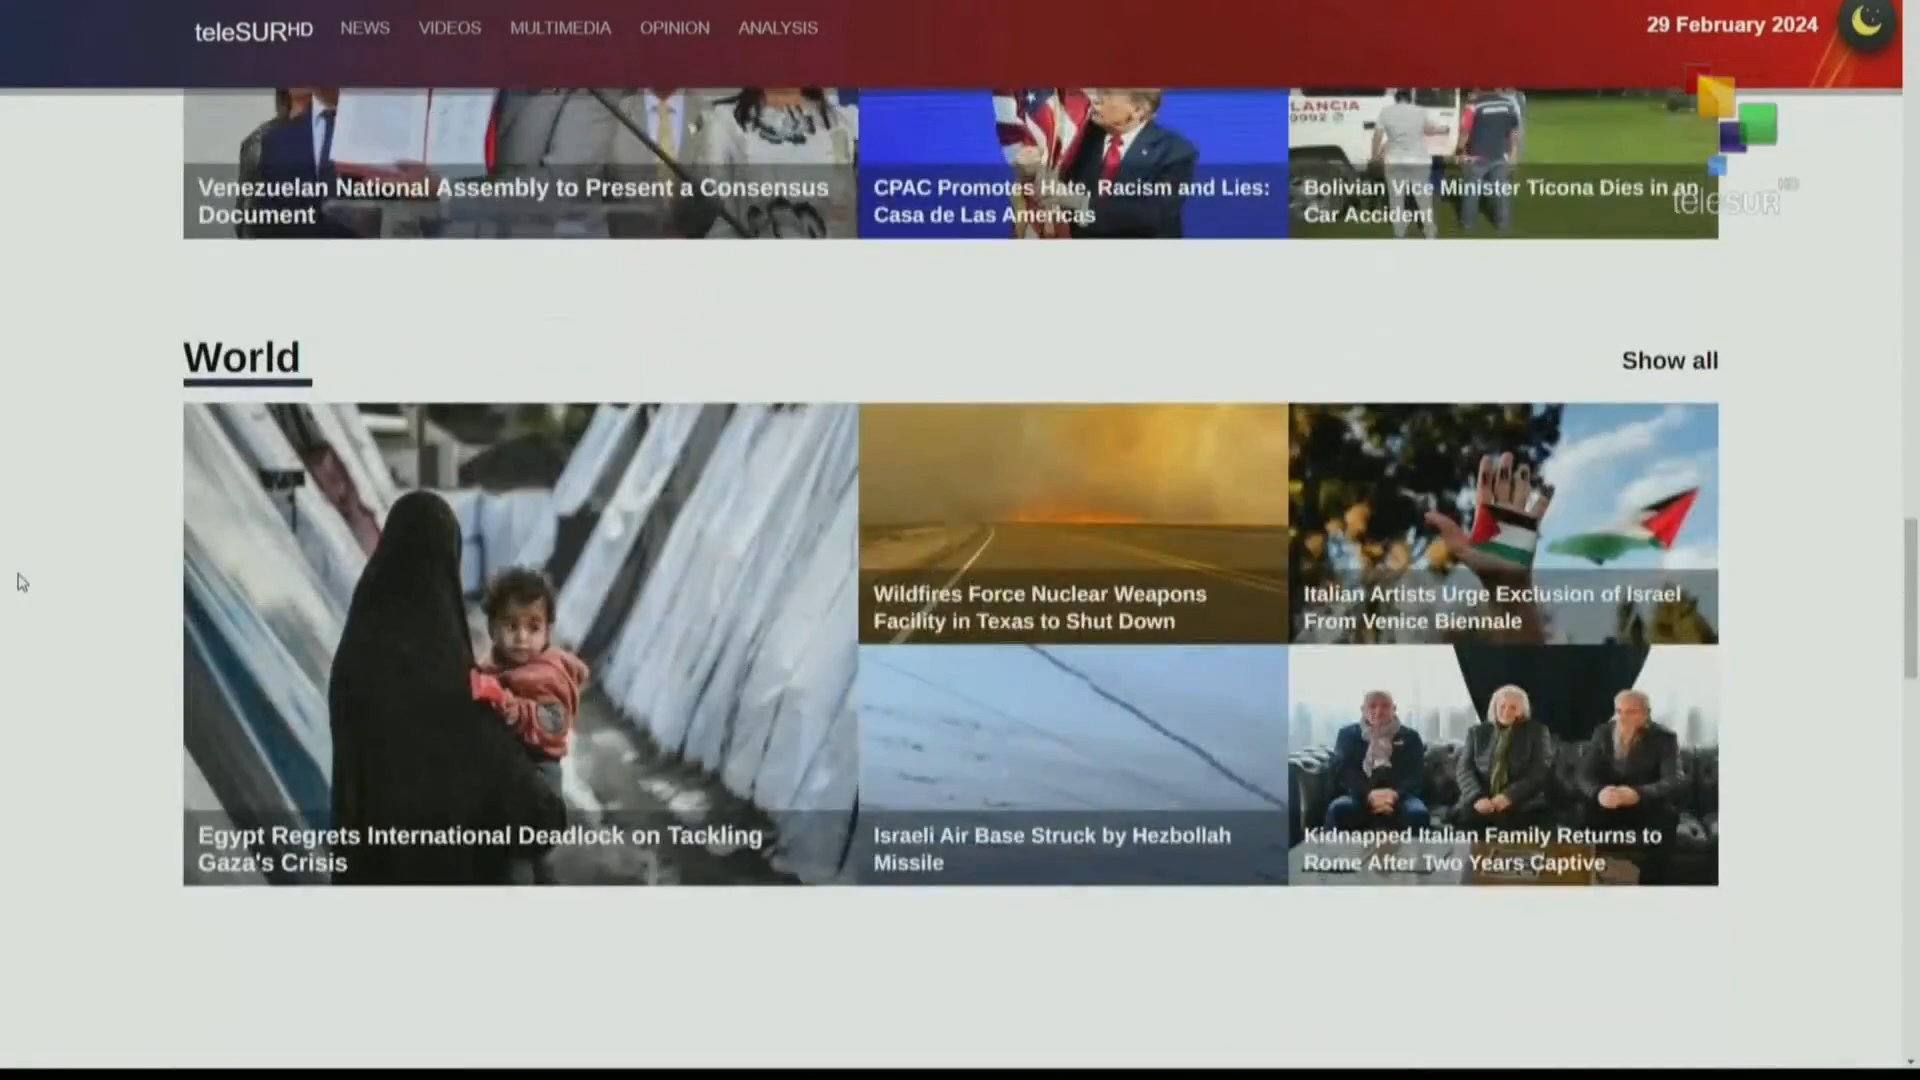 teleSURHD NEWS VIDEOS MULTIMEDIA OPINION ANALYSIS 29 February 2024
LANCIA
9992
Venezuelan National Assembly to Present a Consensus
Document
CPAC Promotes Hate, Racism and Lies:
Casa de Las Americas
Bolivian Vice Minister Ticona Dies in an
Car Accident
teleSUR HD
World
Show all
Wildfires Force Nuclear Weapons
Facility in Texas to Shut Down
Italian Artists Urge Exclusion of Israel
From Venice Biennale
Egypt Regrets International Deadlock on Tackling
Gaza's Crisis
Israeli Air Base Struck by Hezbollah
Missile
Kidnapped Italian Family Returns to
Rome After Two Years Captive